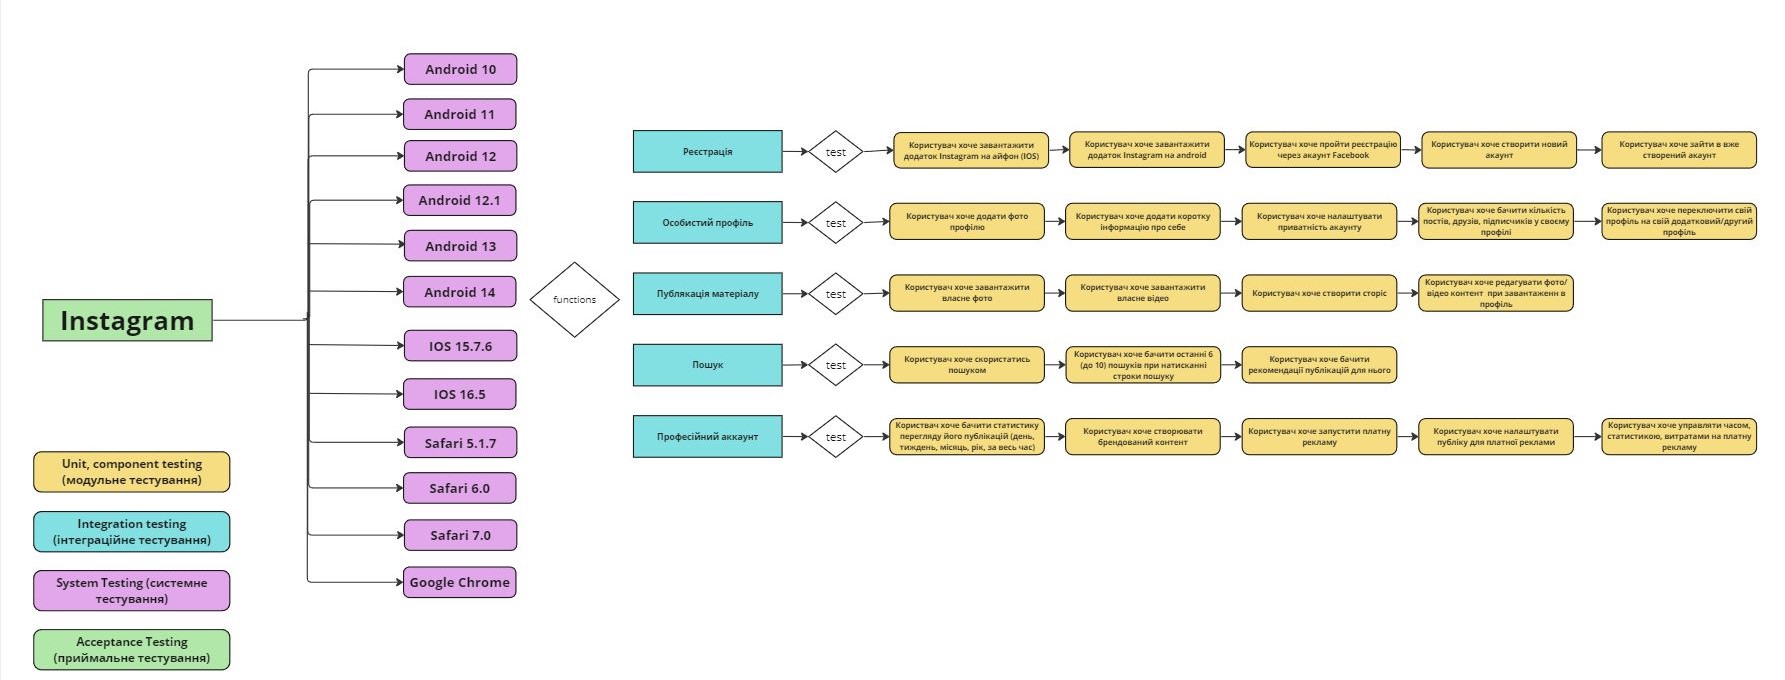 Instagram
Android 10
Android 11
Android 12
Android 12.1
Android 13
Android 14
IOS 15.7.6
IOS 16.5
Safari 5.1.7
Safari 6.0
Safari 7.0
Google Chrome
functions
Реєстрація
test
Користувач хоче завантажити
додаток Instagram на айфон (IOS)
Користувач хоче завантажити
додаток Instagram на android
Користувач хоче пройти реєстрацію
через акаунт Facebook
Користувач хоче створити новий
акаунт
Користувач хоче зайти в вже
створений акаунт
Особистий профіль
test
Користувач хоче додати фото
профілю
Користувач хоче додати коротку
інформацію про себе
Користувач хоче налаштувати
приватність акаунту
Користувач хоче бачити кількість
постів, друзів, підписчиків у своєму
профілі
Користувач хоче переключити свій
профіль на свій додатковий/другий
профіль
Публякація матеріалу
test
Користувач хоче завантажити
власне фото
Користувач хоче завантажити
власне відео
Користувач хоче створити сторіс
Користувач хоче редагувати фото/
відео контент при завантаженн в
профіль
Пошук
test
Користувач хоче скористатись
пошуком
Користувач хоче бачити останні 6
(до 10) пошуків при натисканні
строки пошуку
Користувач хоче бачити
рекомендації публікацій для нього
Професійний аккаунт
test
Користвач хоче бачити статистику
перегляду його публікацій (день,
тиждень, місяць, рік, за весь час)
Користувач хоче створювати
брендований контент
Користувач хоче запустити платну
рекламу
Користувач хоче налаштувати
публіку для платної реклами
Користувач хоче управляти часом,
статистикою, витратами на платну
рекламу
Unit, component testing
(модульне тестування)
Integration testing
(інтеграційне тестування)
System Testing (системне
тестування)
Acceptance Testing
(приймальне тестування)